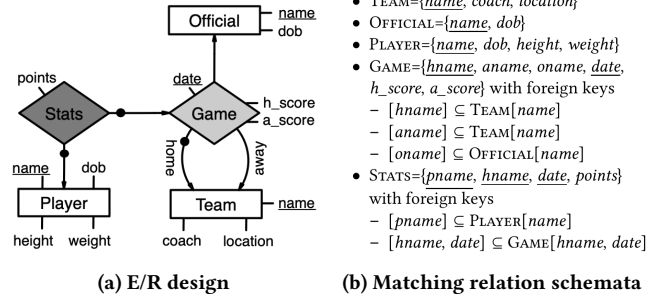 Official
name
dob
points
date
Stats
Game
h_score
a_score
home
away
name
dob
Player
Team
name
height
weight
coach
location
(a) E/R design
• TEAM={name, coach, location}
• OFFICIAL={name, dob}
• PLAYER={name, dob, height, weight}
• GAME={hname, aname, oname, date,
h_score, a_score} with foreign keys
– [hname] ⊆ TEAM[name]
– [aname] ⊆ TEAM[name]
– [oname] ⊆ OFFICIAL[name]
• STATS={pname, hname, date, points}
with foreign keys
– [pname] ⊆ PLAYER[name]
– [hname, date] ⊆ GAME[hname, date]
(b) Matching relation schemata